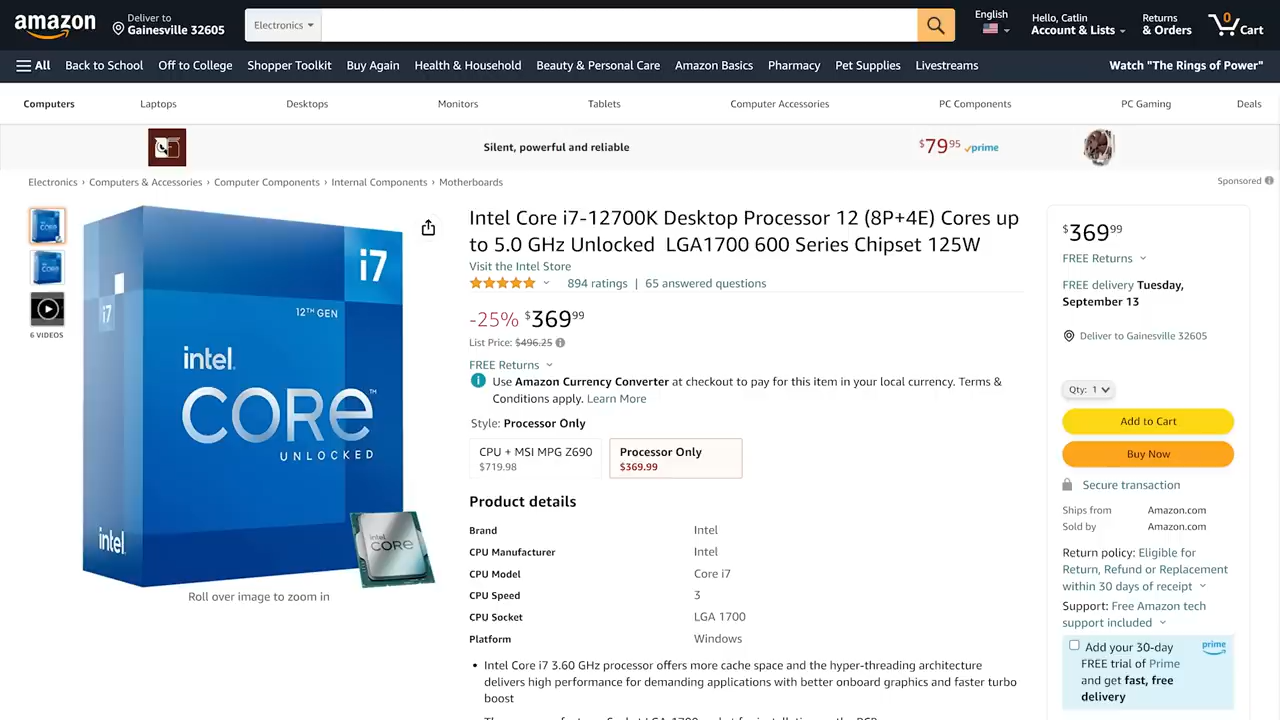 amazon
Deliver to
Gainesville 32605
Electronics
English
Hello, Catlin
Account & Lists
Returns
& Orders
0
Cart
All
Back to School
Off to College
Shopper Toolkit
Buy Again
Health & Household
Beauty & Personal Care
Amazon Basics
Pharmacy
Pet Supplies
Livestreams
Watch "The Rings of Power"
Computers
Laptops
Desktops
Monitors
Tablets
Computer Accessories
PC Components
PC Gaming
Deals
Silent, powerful and reliable
$79.95 prime
Electronics › Computers & Accessories › Computer Components › Internal Components › Motherboards
Sponsored
6 VIDEOS
i7
i7
12TH GEN
intel.
CORE™
UNLOCKED
intel.
intel
CORE
Roll over image to zoom in
Intel Core i7-12700K Desktop Processor 12 (8P+4E) Cores up
to 5.0 GHz Unlocked LGA1700 600 Series Chipset 125W
Visit the Intel Store
894 ratings | 65 answered questions
-25% $36999
List Price: $496.25
FREE Returns
Use Amazon Currency Converter at checkout to pay for this item in your local currency. Terms &
Conditions apply. Learn More
Style: Processor Only
CPU + MSI MPG Z690
$719.98
Processor Only
$369.99
Product details
Brand Intel
CPU Manufacturer Intel
CPU Model Core i7
CPU Speed 3
CPU Socket LGA 1700
Platform Windows
• Intel Core i7 3.60 GHz processor offers more cache space and the hyper-threading architecture
delivers high performance for demanding applications with better onboard graphics and faster turbo
boost
$36999
FREE Returns
FREE delivery Tuesday,
September 13
Deliver to Gainesville 32605
Qty: 1
Add to Cart
Buy Now
Secure transaction
Ships from Amazon.com
Sold by Amazon.com
Return policy: Eligible for
Return, Refund or Replacement
within 30 days of receipt
Support: Free Amazon tech
support included
Add your 30-day
FREE trial of Prime
and get fast, free
delivery
prime